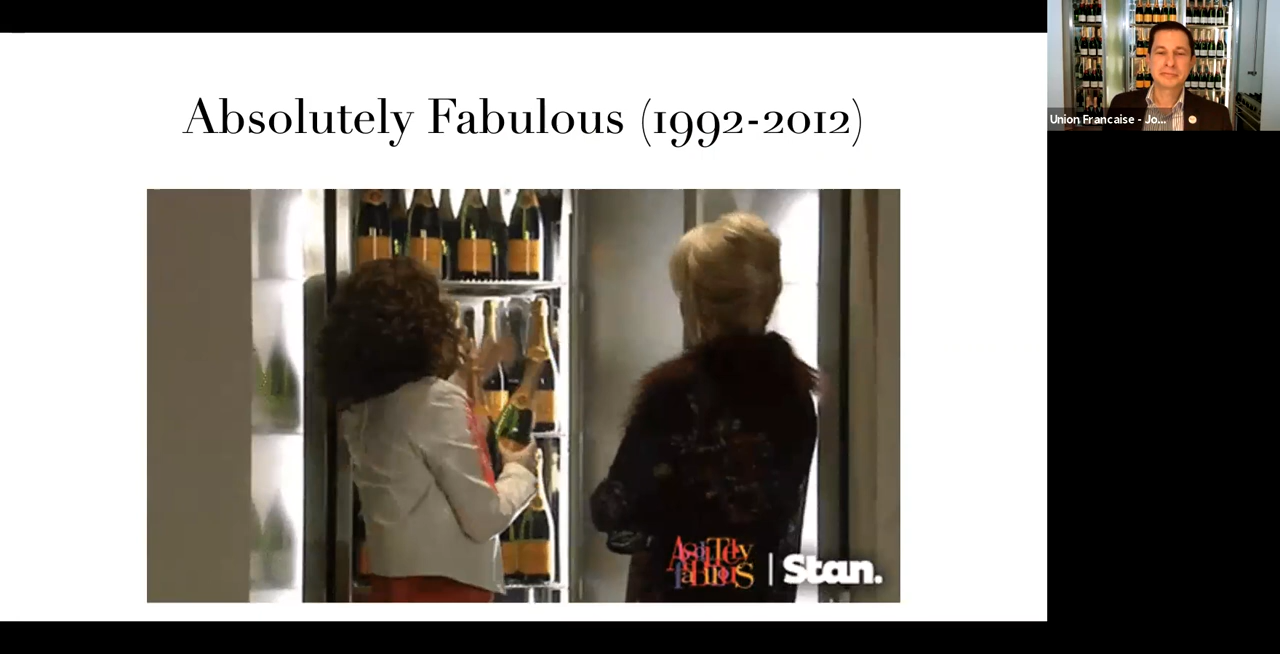 Absolutely Fabulous (1992-2012)
Union Francaise - Jo...
Absolutely
Fabulous
Stan.